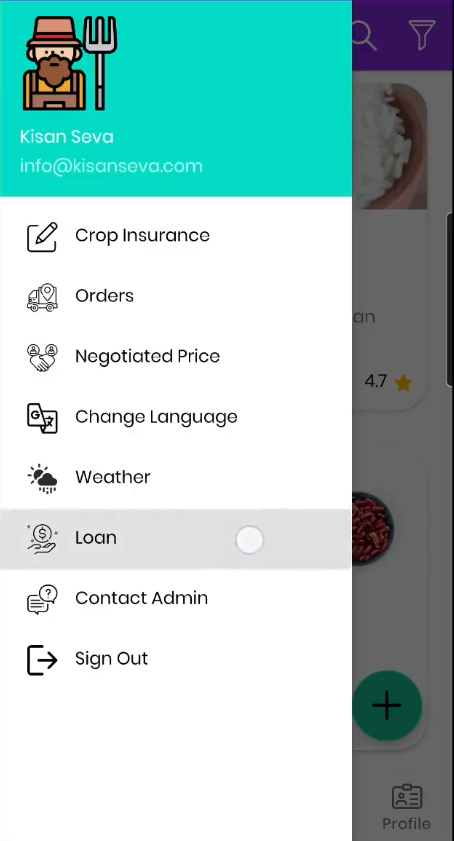 Kisan Seva
info@kisanseva.com
Crop Insurance
Orders
Negotiated Price
Change Language
Weather
Loan
Contact Admin
Sign Out
an
4.7
Profile